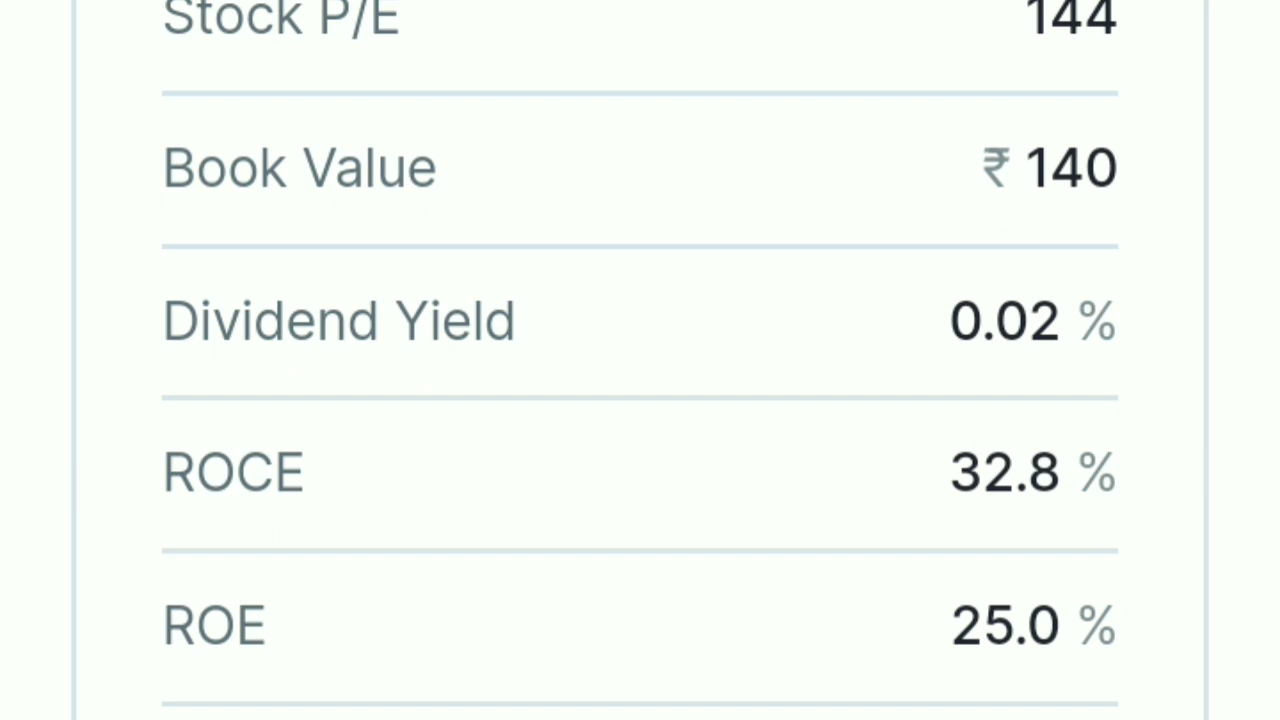 Stock P/E 144
Book Value ₹ 140
Dividend Yield 0.02 %
ROCE 32.8 %
ROE 25.0 %